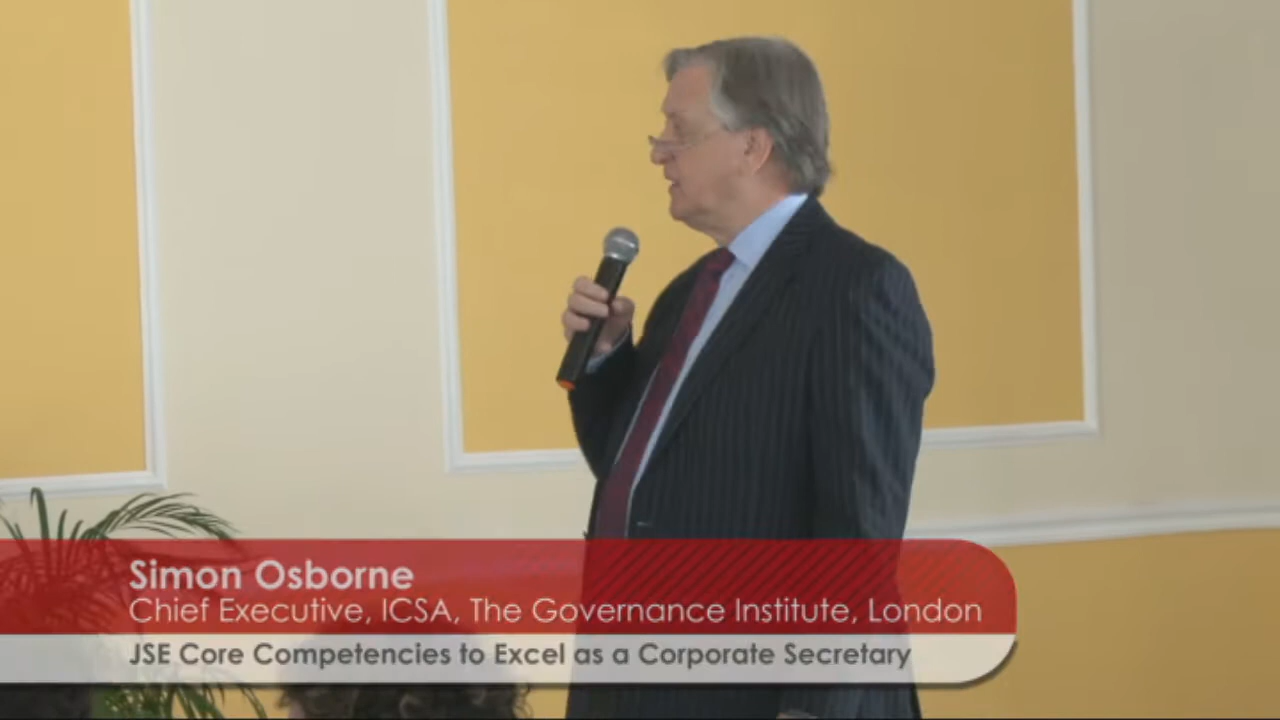 Simon Osborne
Chief Executive, ICSA, The Governance Institute, London
JSE Core Competencies to Excel as a Corporate Secretary